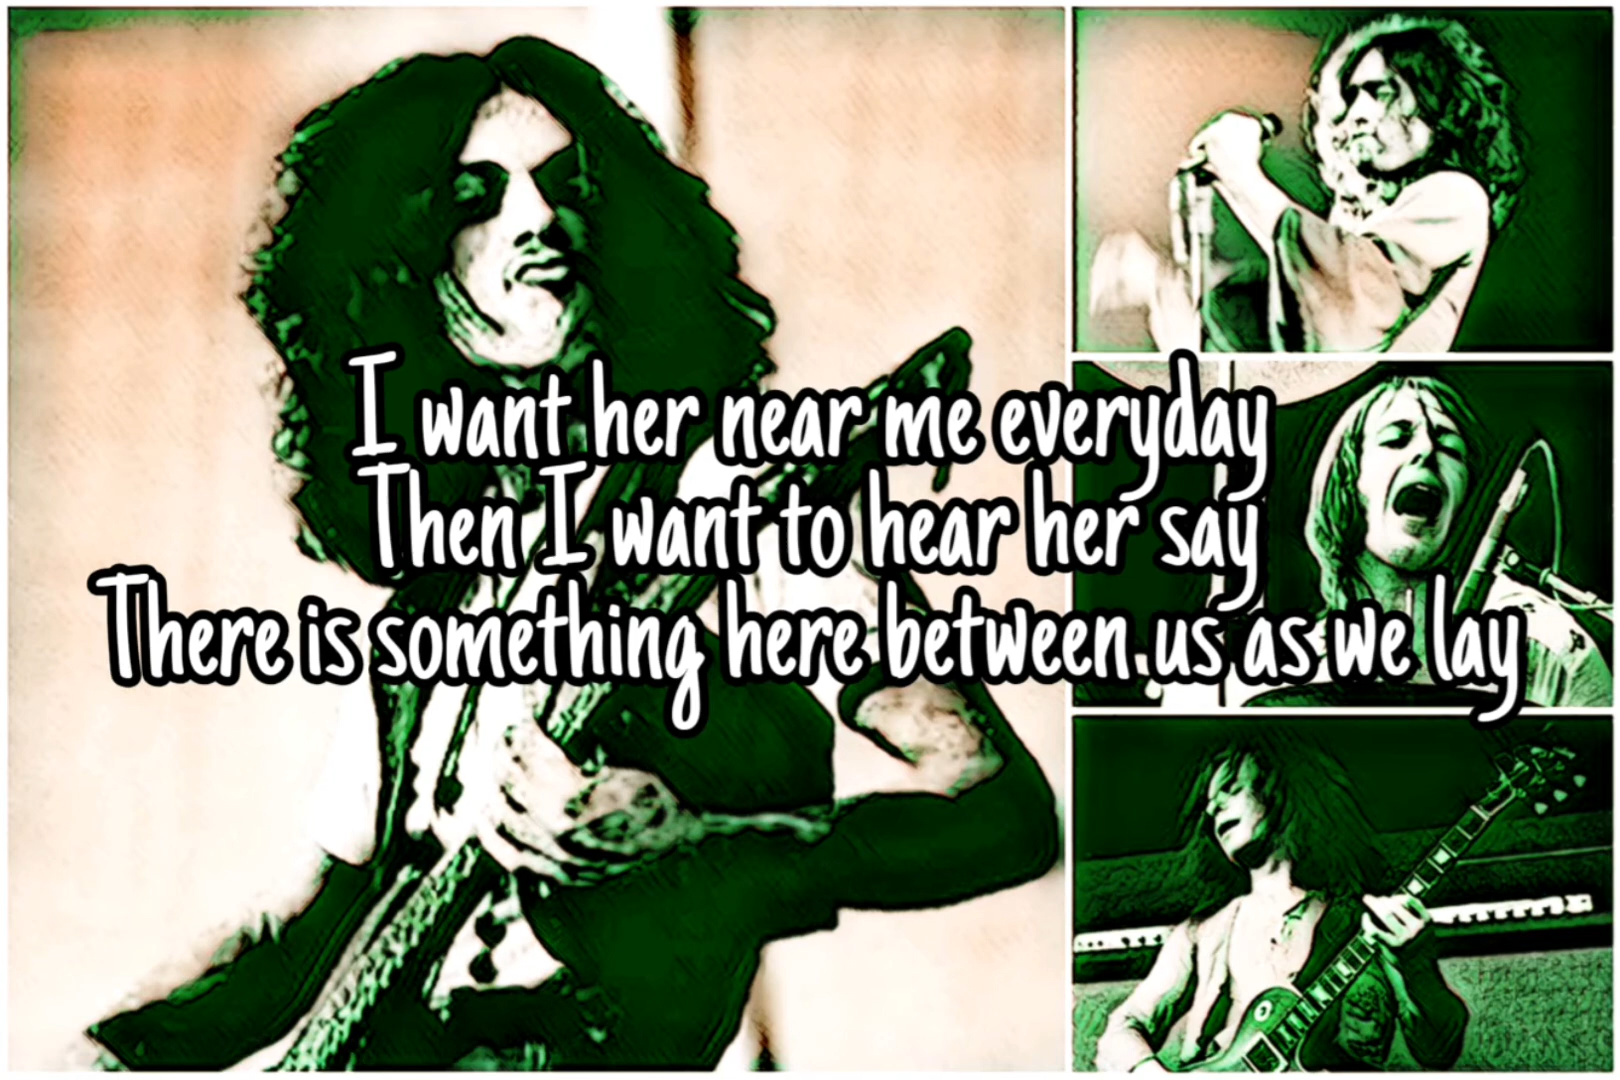 I want her near me everyday
Then I want to hear her say
There is something here between us as we lay